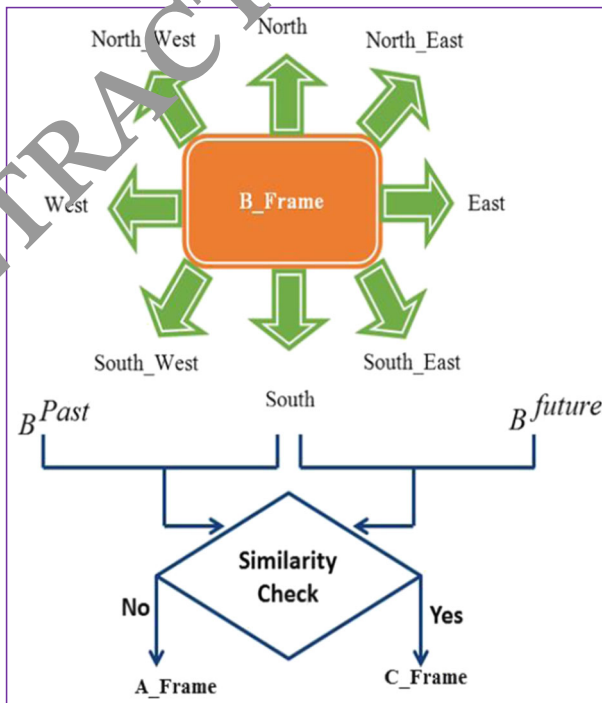 North_West North North_East
West B_Frame East
South_West South_East
South
B^Past B^future
Similarity
Check
No Yes
A_Frame C_Frame